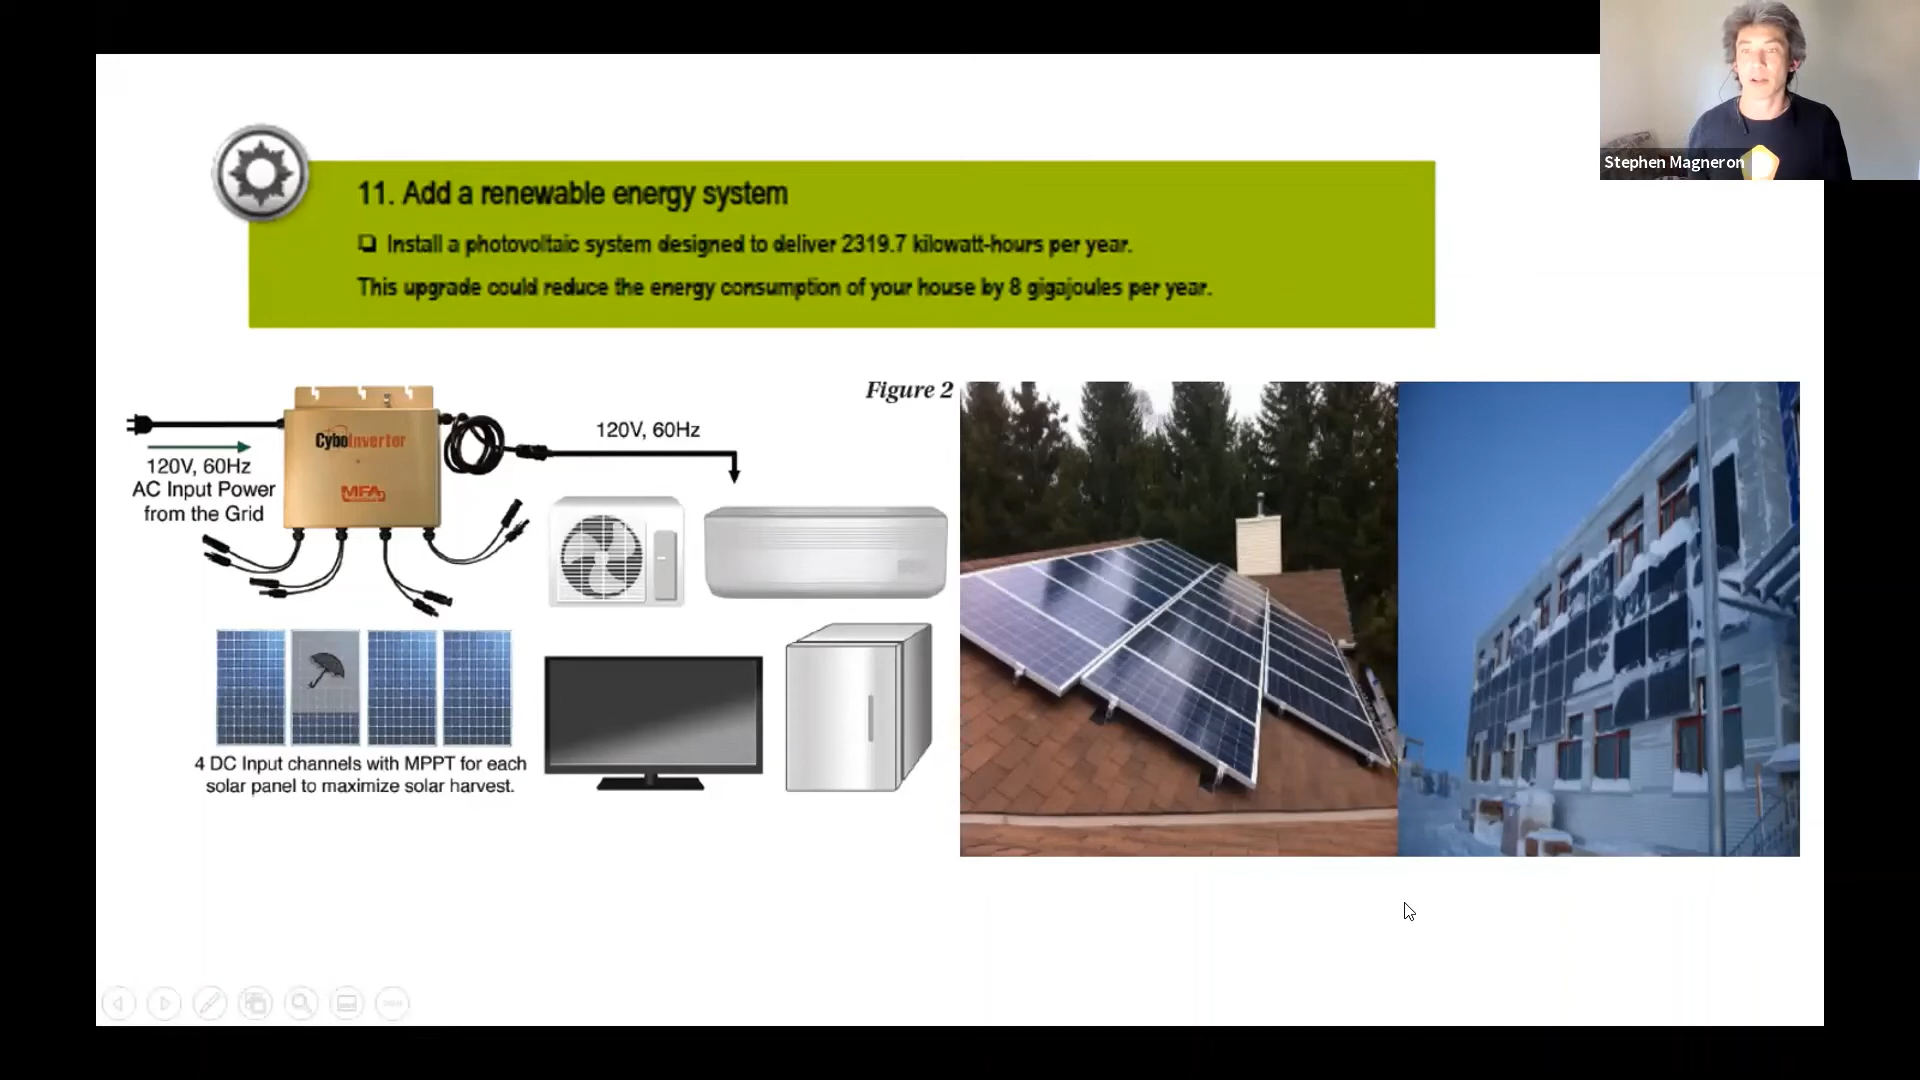 Stephen Magneron
11. Add a renewable energy system
❑ Install a photovoltaic system designed to deliver 2319.7 kilowatt-hours per year.
This upgrade could reduce the energy consumption of your house by 8 gigajoules per year.
Figure 2
CyboInverter
MFA
120V, 60Hz
AC Input Power
from the Grid
120V, 60Hz
4 DC Input channels with MPPT for each
solar panel to maximize solar harvest.